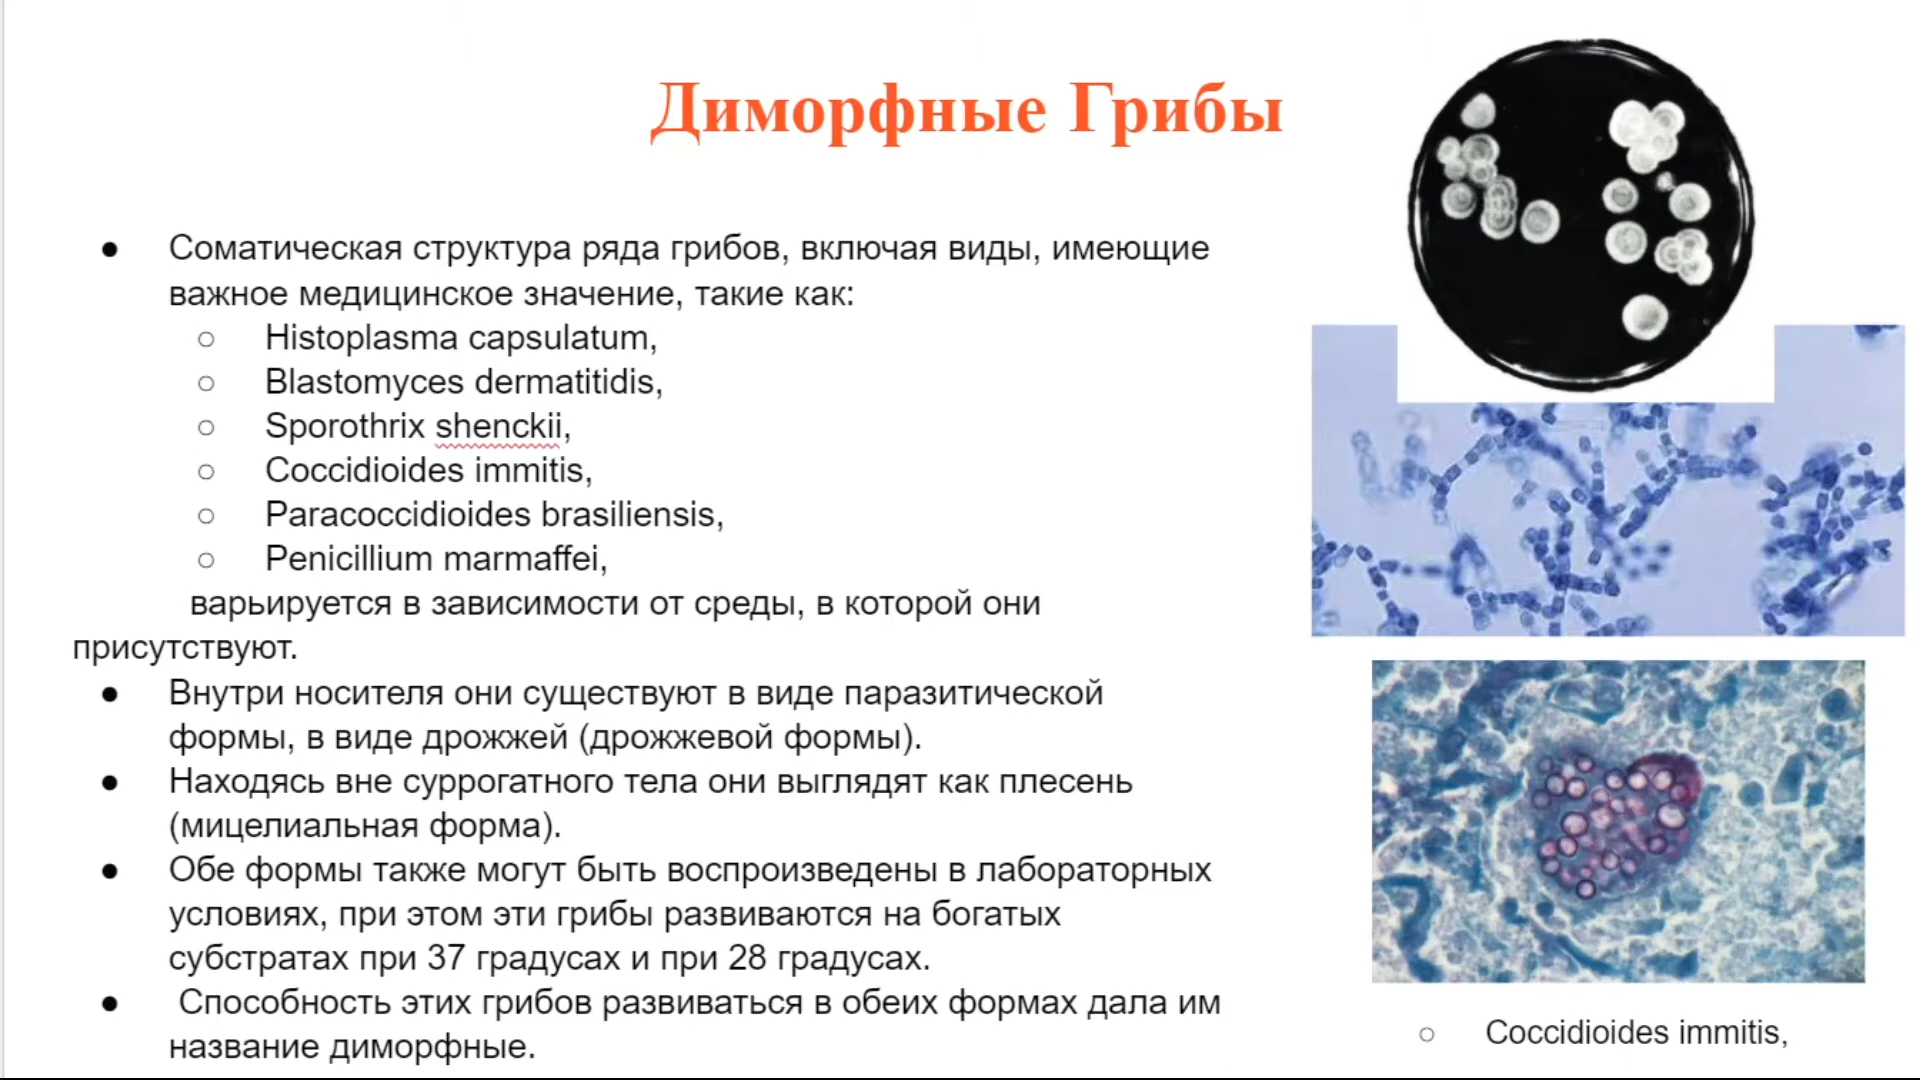 Диморфные Грибы
● Соматическая структура ряда грибов, включая виды, имеющие
важное медицинское значение, такие как:
○ Histoplasma capsulatum,
○ Blastomyces dermatitidis,
○ Sporothrix shenckii,
○ Coccidioides immitis,
○ Paracoccidioides brasiliensis,
○ Penicillium marmaffei,
варьируется в зависимости от среды, в которой они
присутствуют.
● Внутри носителя они существуют в виде паразитической
формы, в виде дрожжей (дрожжевой формы).
● Находясь вне суррогатного тела они выглядят как плесень
(мицелиальная форма).
● Обе формы также могут быть воспроизведены в лабораторных
условиях, при этом эти грибы развиваются на богатых
субстратах при 37 градусах и при 28 градусах.
● Способность этих грибов развиваться в обеих формах дала им
название диморфные.
○ Coccidioides immitis,